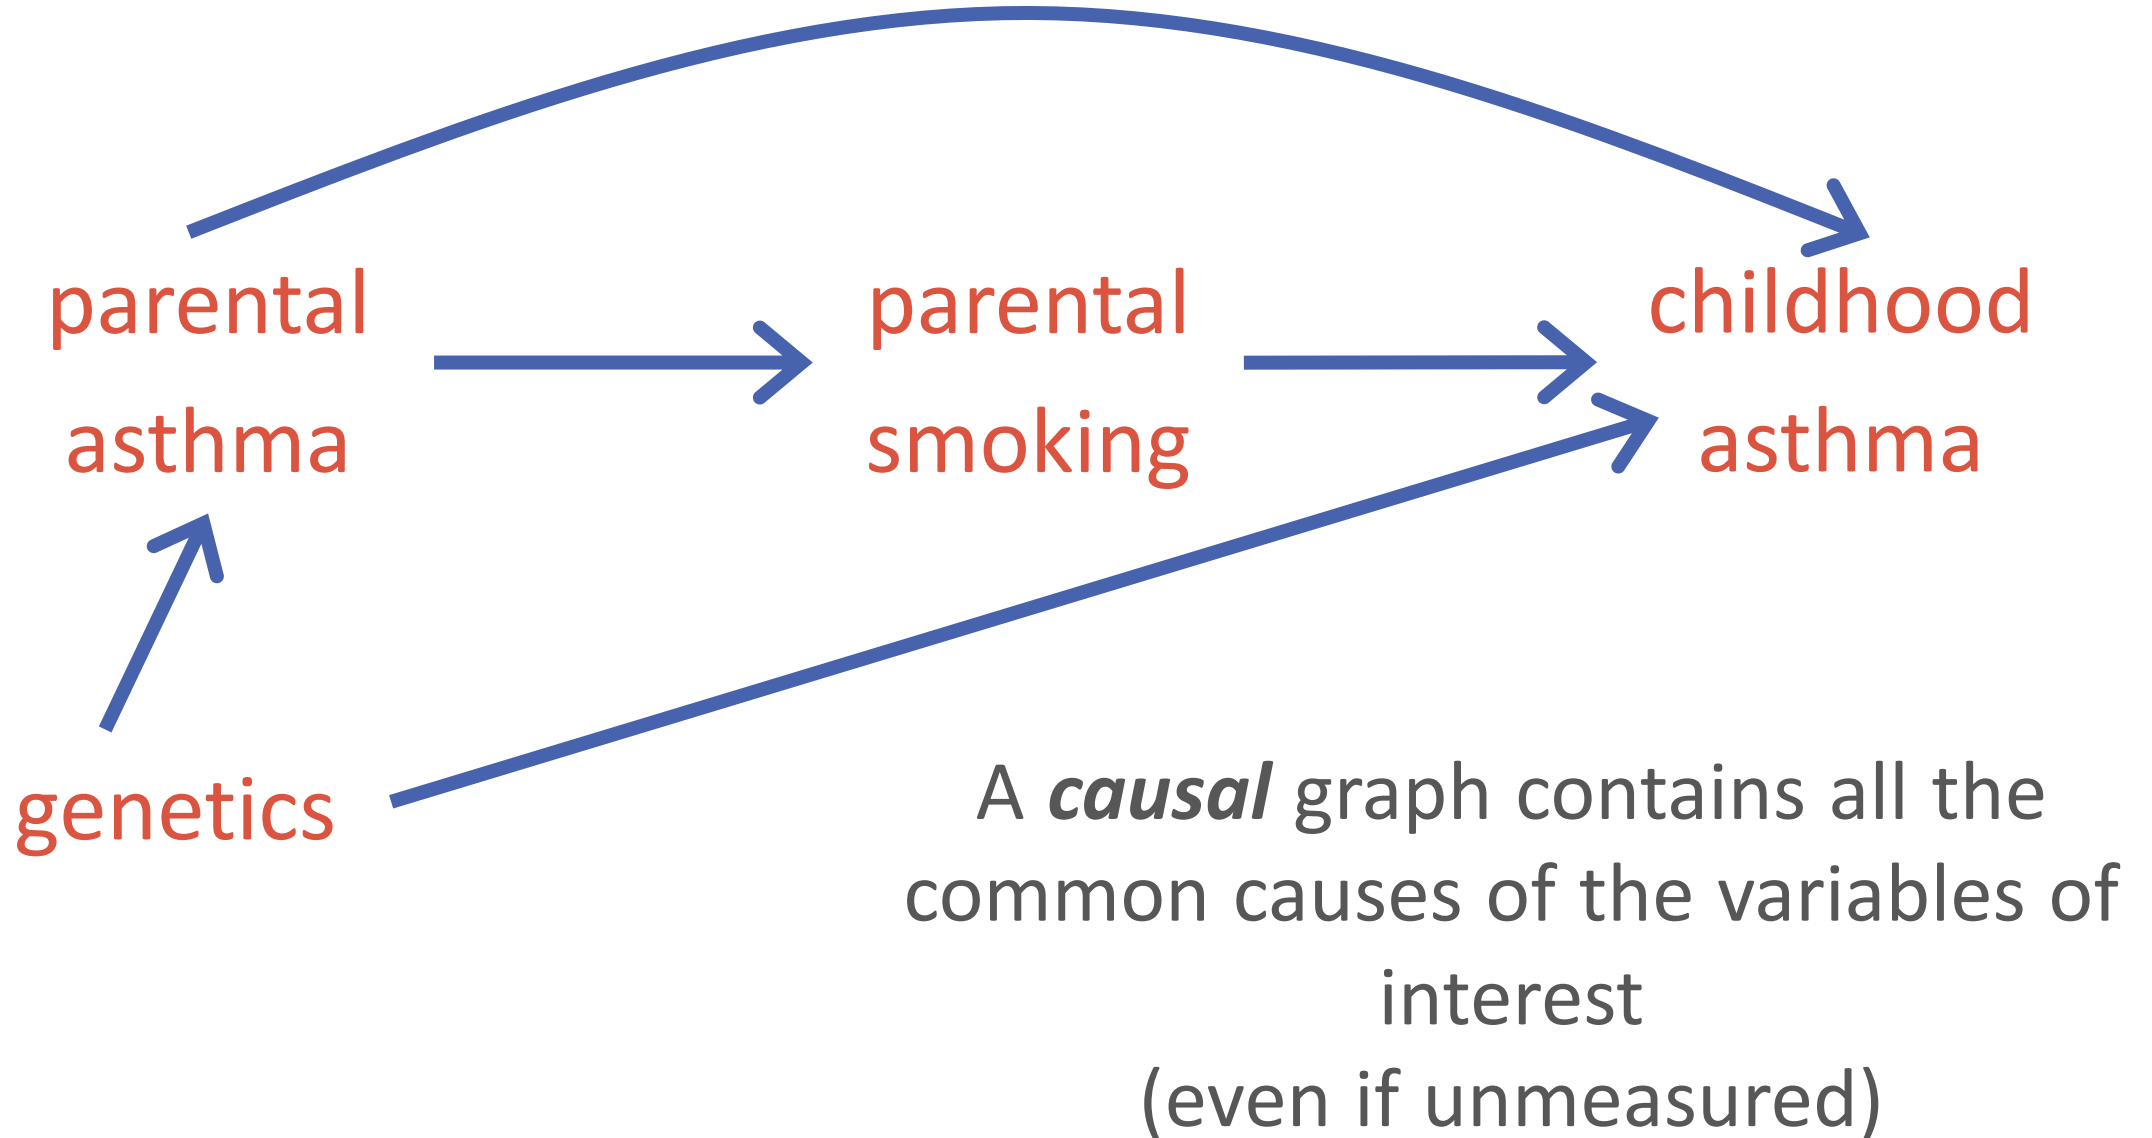 parental
asthma
parental
smoking
childhood
asthma
genetics
A causal graph contains all the
common causes of the variables of
interest
(even if unmeasured)